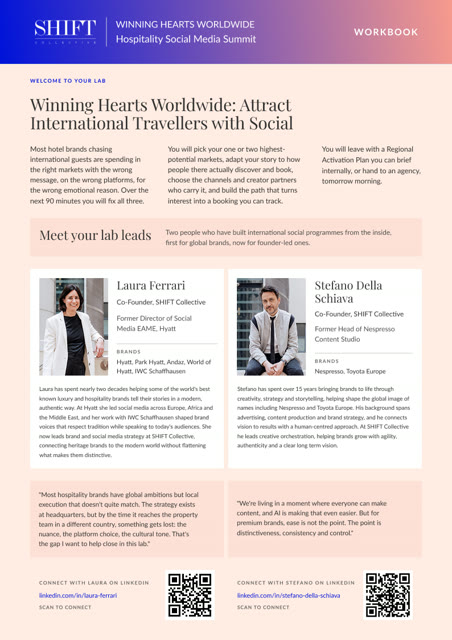 SHIFT
COLLECTIVE
WINNING HEARTS WORLDWIDE
Hospitality Social Media Summit
WORKBOOK
WELCOME TO YOUR LAB
Winning Hearts Worldwide: Attract
International Travellers with Social
Most hotel brands chasing
international guests are spending in
the right markets with the wrong
message, on the wrong platforms, for
the wrong emotional reason. Over the
next 90 minutes you will fix all three.
You will pick your one or two highest-
potential markets, adapt your story to how
people there actually discover and book,
choose the channels and creator partners
who carry it, and build the path that turns
interest into a booking you can track.
You will leave with a Regional
Activation Plan you can brief
internally, or hand to an agency,
tomorrow morning.
Meet your lab leads
Two people who have built international social programmes from the inside,
first for global brands, now for founder-led ones.
Laura Ferrari
Co-Founder, SHIFT Collective
Former Director of Social
Media EAME, Hyatt
BRANDS
Hyatt, Park Hyatt, Andaz, World of
Hyatt, IWC Schaffhausen
Laura has spent nearly two decades helping some of the world's best
known luxury and hospitality brands tell their stories in a modern,
authentic way. At Hyatt she led social media across Europe, Africa and
the Middle East, and her work with IWC Schaffhausen shaped brand
voices that respect tradition while speaking to today's audiences. She
now leads brand and social media strategy at SHIFT Collective,
connecting heritage brands to the modern world without flattening
what makes them distinctive.
Stefano Della
Schiava
Co-Founder, SHIFT Collective
Former Head of Nespresso
Content Studio
BRANDS
Nespresso, Toyota Europe
Stefano has spent over 15 years bringing brands to life through
creativity, strategy and storytelling, helping shape the global image of
names including Nespresso and Toyota Europe. His background spans
advertising, content production and brand strategy, and he connects
vision to results with a human-centred approach. At SHIFT Collective
he leads creative orchestration, helping brands grow with agility,
authenticity and a clear long term vision.
"Most hospitality brands have global ambitions but local
execution that doesn't quite match. The strategy exists
at headquarters, but by the time it reaches the property
team in a different country, something gets lost: the
nuance, the platform choice, the cultural tone. That's
the gap I want to help close in this lab."
"We're living in a moment where everyone can make
content, and AI is making that even easier. But for
premium brands, ease is not the point. The point is
distinctiveness, consistency and control."
CONNECT WITH LAURA ON LINKEDIN
linkedin.com/in/laura-ferrari
SCAN TO CONNECT
CONNECT WITH STEFANO ON LINKEDIN
linkedin.com/in/stefano-della-schiava
SCAN TO CONNECT